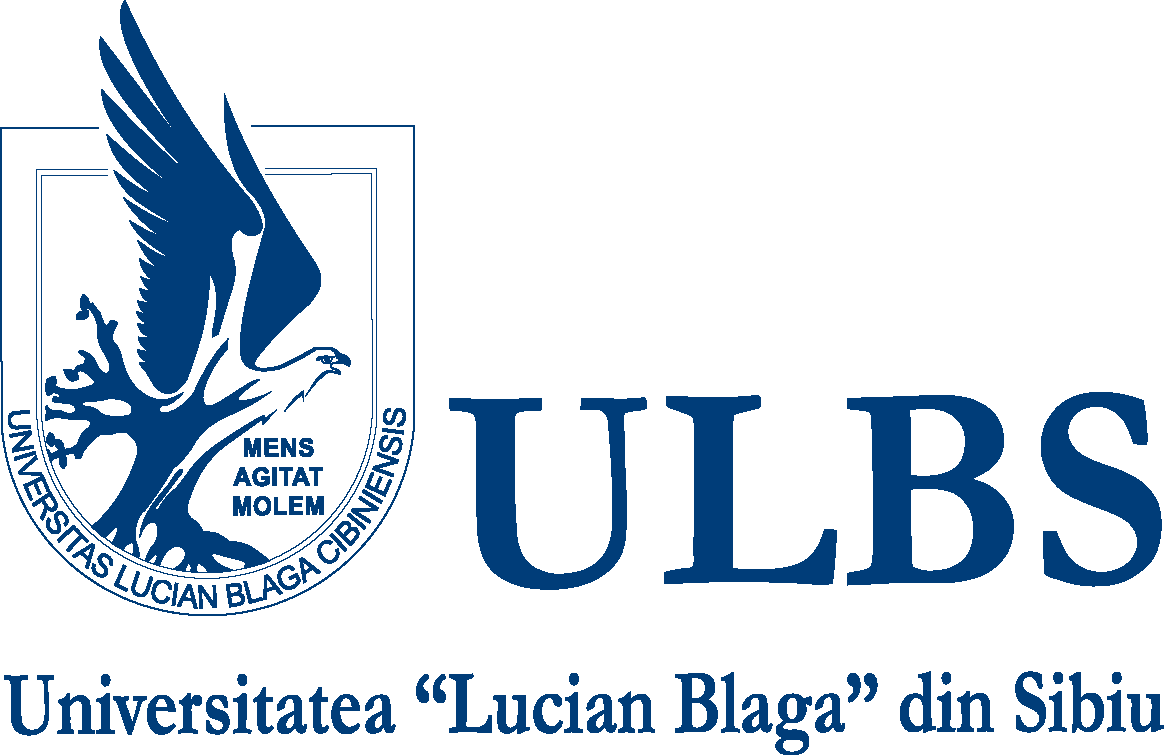 MENS
AGITAT
MOLEM
UNIVERSITAS LUCIAN BLAGA CIBINIENSIS
ULBS
Universitatea “Lucian Blaga” din Sibiu